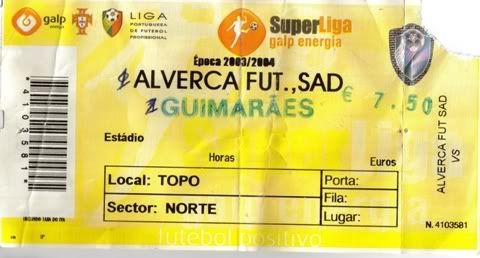 galp
energia
LIGA
PORTUGUESA
DE FUTEBOL
PROFISSIONAL
SuperLiga
galp energia
Época 2003/2004
ALVERCA FUT.,SAD
GUIMARÃES
€ 7.50
Estádio
Horas
Euros
Local: TOPO
Porta:
Fila:
Sector: NORTE
Lugar:
futebol positivo
*4103581*
ALVERCA FUT SAD
VS
N. 4103581